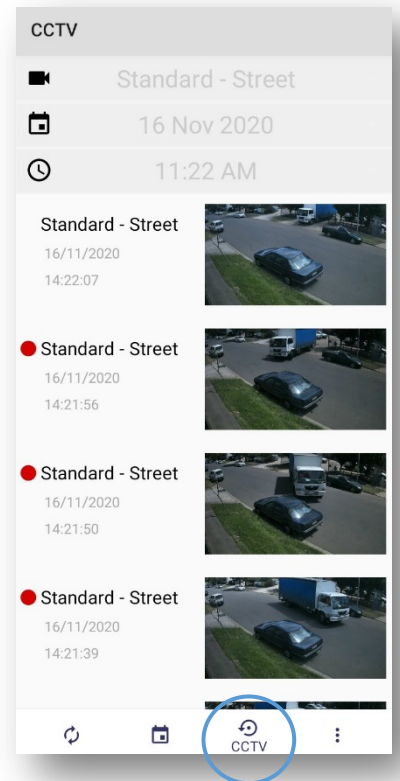 CCTV
Standard - Street
16 Nov 2020
11:22 AM
Standard - Street
16/11/2020
14:22:07
Standard - Street
16/11/2020
14:21:56
Standard - Street
16/11/2020
14:21:50
Standard - Street
16/11/2020
14:21:39
CCTV